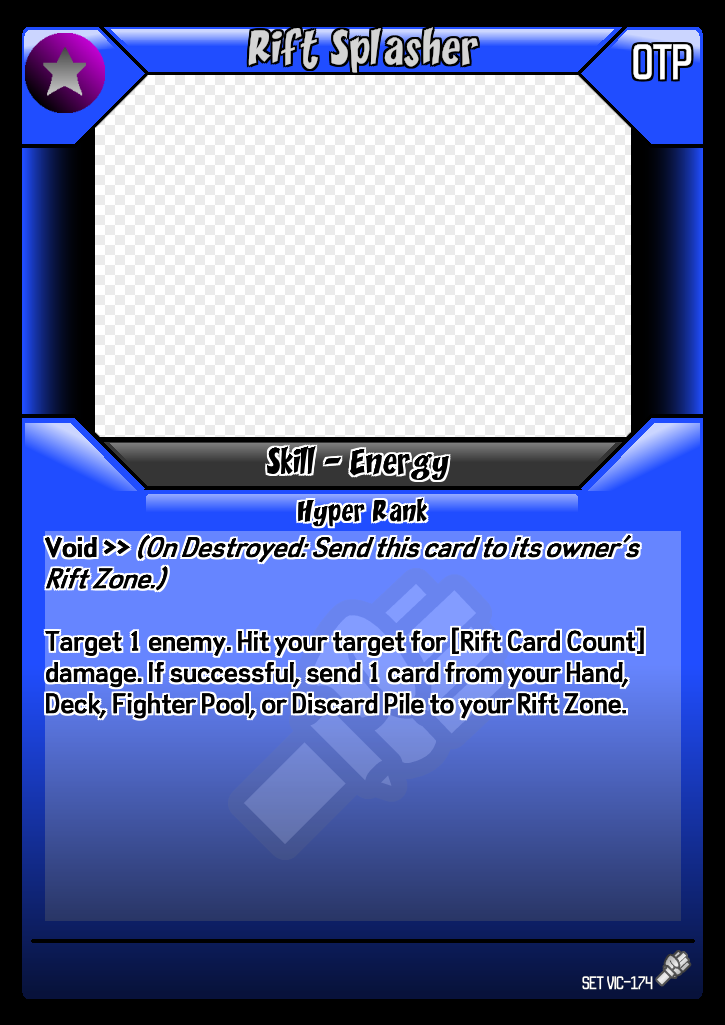 Rift Splasher
OTP
Skill - Energy
Hyper Rank
Void >> (On Destroyed: Send this card to its owner's
Rift Zone.)
Target 1 enemy. Hit your target for [Rift Card Count]
damage. If successful, send 1 card from your Hand,
Deck, Fighter Pool, or Discard Pile to your Rift Zone.
SET VIC-174